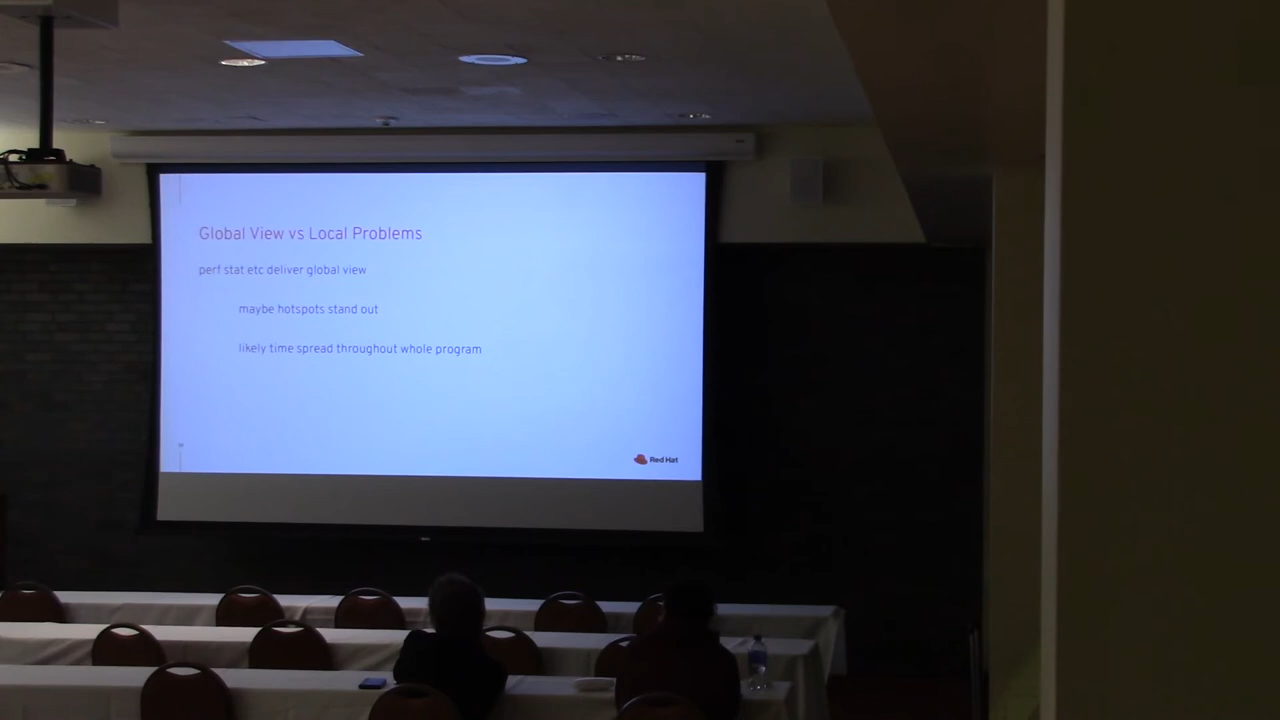 Global View vs Local Problems
perf stat etc deliver global view
maybe hotspots stand out
likely time spread throughout whole program
Red Hat